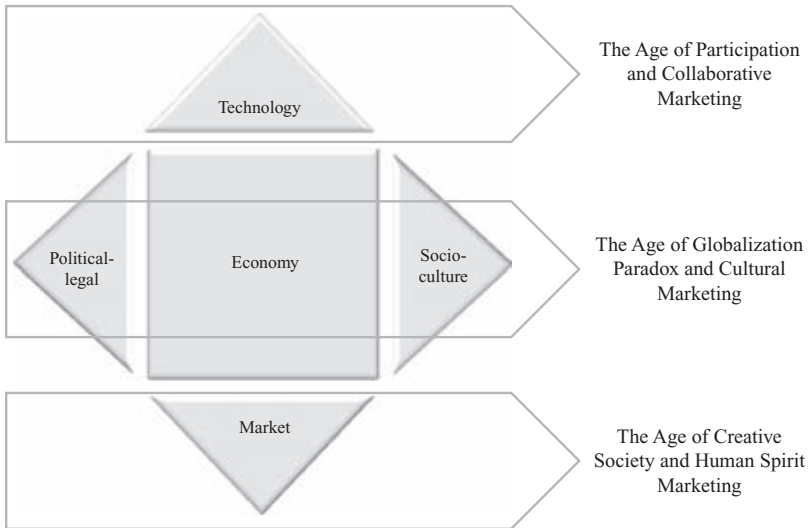 Technology
The Age of Participation
and Collaborative
Marketing
Political-
legal
Economy
Socio-
culture
The Age of Globalization
Paradox and Cultural
Marketing
Market
The Age of Creative
Society and Human Spirit
Marketing